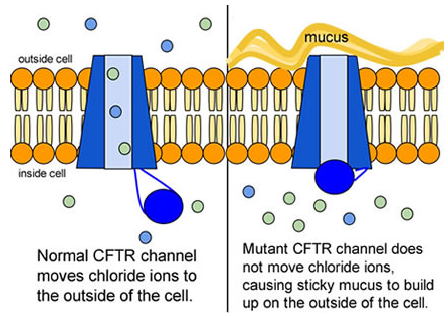 outside cell
inside cell
Normal CFTR channel
moves chloride ions to
the outside of the cell.
mucus
Mutant CFTR channel does
not move chloride ions,
causing sticky mucus to build
up on the outside of the cell.